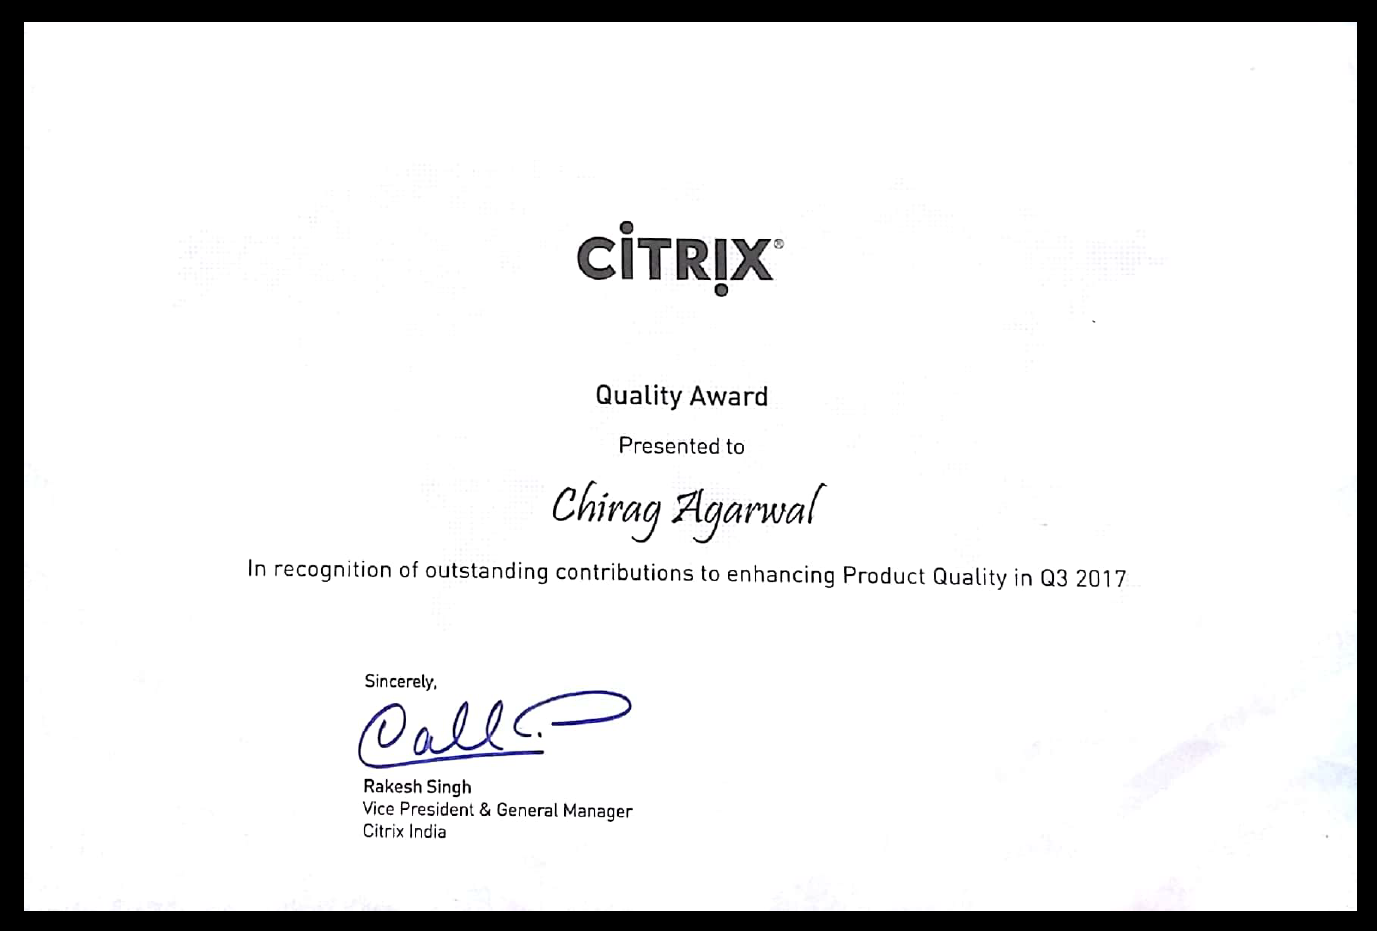 CiTRIX®
Quality Award
Presented to
Chirag Agarwal
In recognition of outstanding contributions to enhancing Product Quality in Q3 2017
Sincerely,
Rakesh Singh
Vice President & General Manager
Citrix India